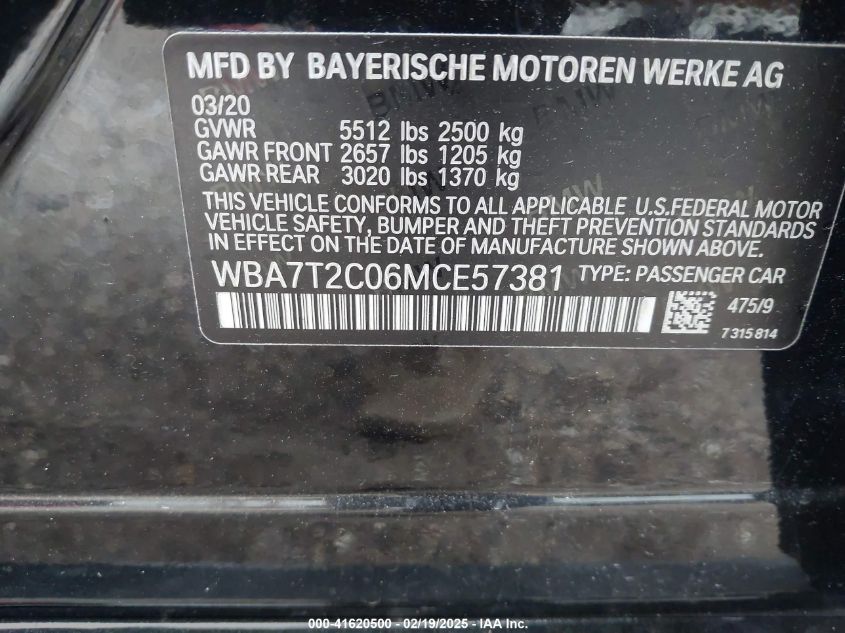 MFD BY BAYERISCHE MOTOREN WERKE AG
03/20
GVWR 5512 lbs 2500 kg
GAWR FRONT 2657 lbs 1205 kg
GAWR REAR 3020 lbs 1370 kg
THIS VEHICLE CONFORMS TO ALL APPLICABLE U.S.FEDERAL MOTOR
VEHICLE SAFETY, BUMPER AND THEFT PREVENTION STANDARDS
IN EFFECT ON THE DATE OF MANUFACTURE SHOWN ABOVE.
WBA7T2C06MCE57381 TYPE: PASSENGER CAR
475/9
7315814
000-41620500 - 02/19/2025 - IAAI.COM